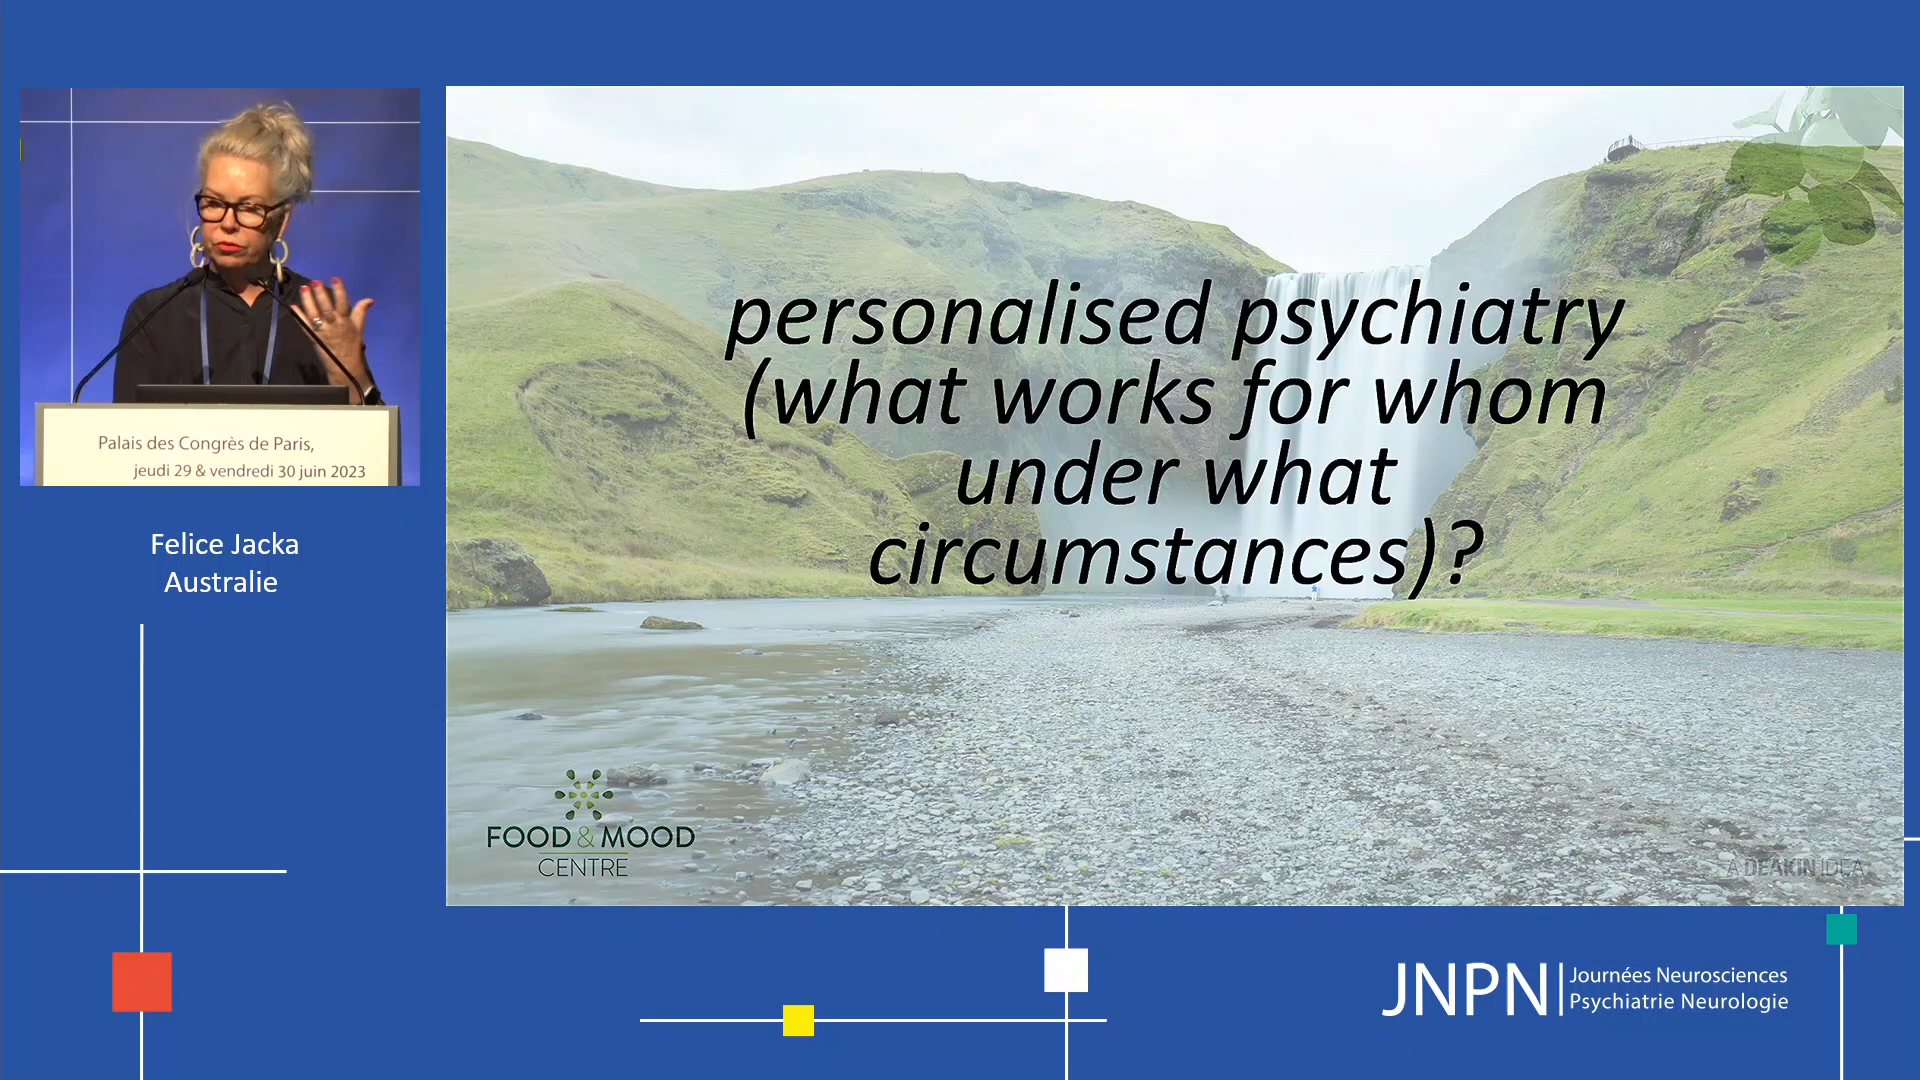 Palais des Congrès de Paris,
jeudi 29 & vendredi 30 juin 2023
Felice Jacka
Australie
personalised psychiatry
(what works for whom
under what
circumstances)?
FOOD & MOOD
CENTRE
A DEAKIN IDEA
JNPN
Journées Neurosciences
Psychiatrie Neurologie